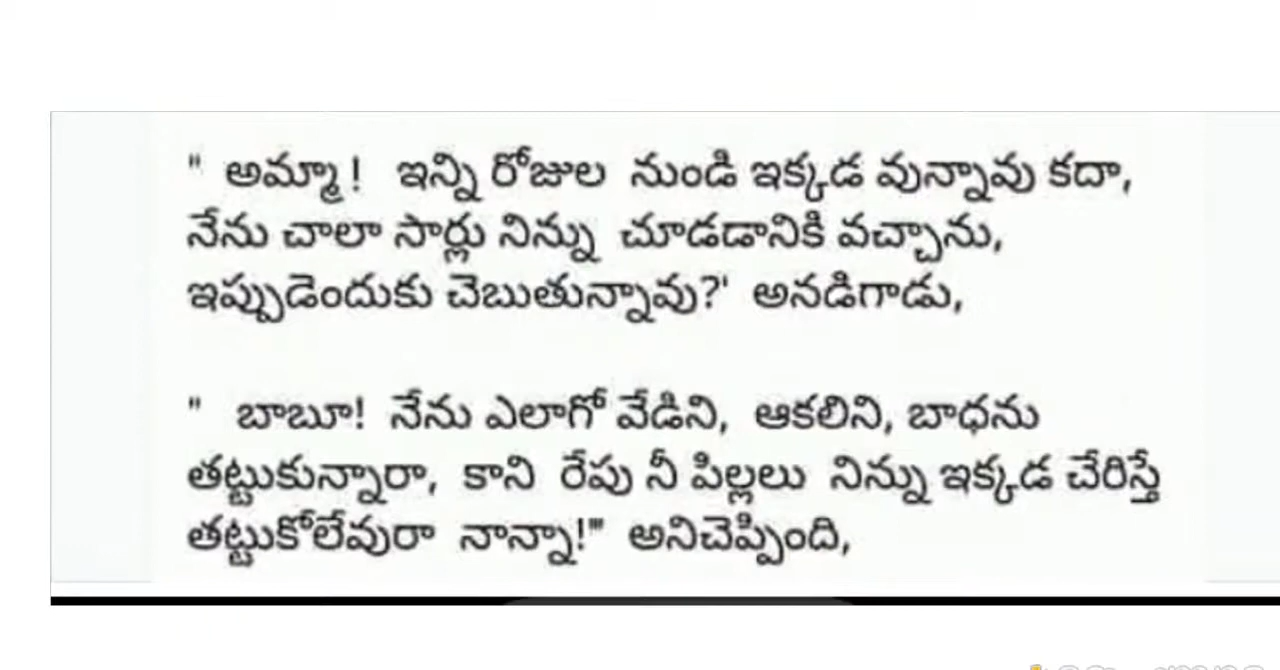 " అమ్మా! ఇన్ని రోజుల నుండి ఇక్కడ వున్నావు కదా,
నేను చాలా సార్లు నిన్ను చూడడానికి వచ్చాను,
ఇప్పుడెందుకు చెబుతున్నావు?' అనడిగాడు,
" బాబూ! నేను ఎలాగో వేడిని, ఆకలిని, బాధను
తట్టుకున్నారా, కాని రేపు నీ పిల్లలు నిన్ను ఇక్కడ చేరిస్తే
తట్టుకోలేవురా నాన్నా!'" అనిచెప్పింది,